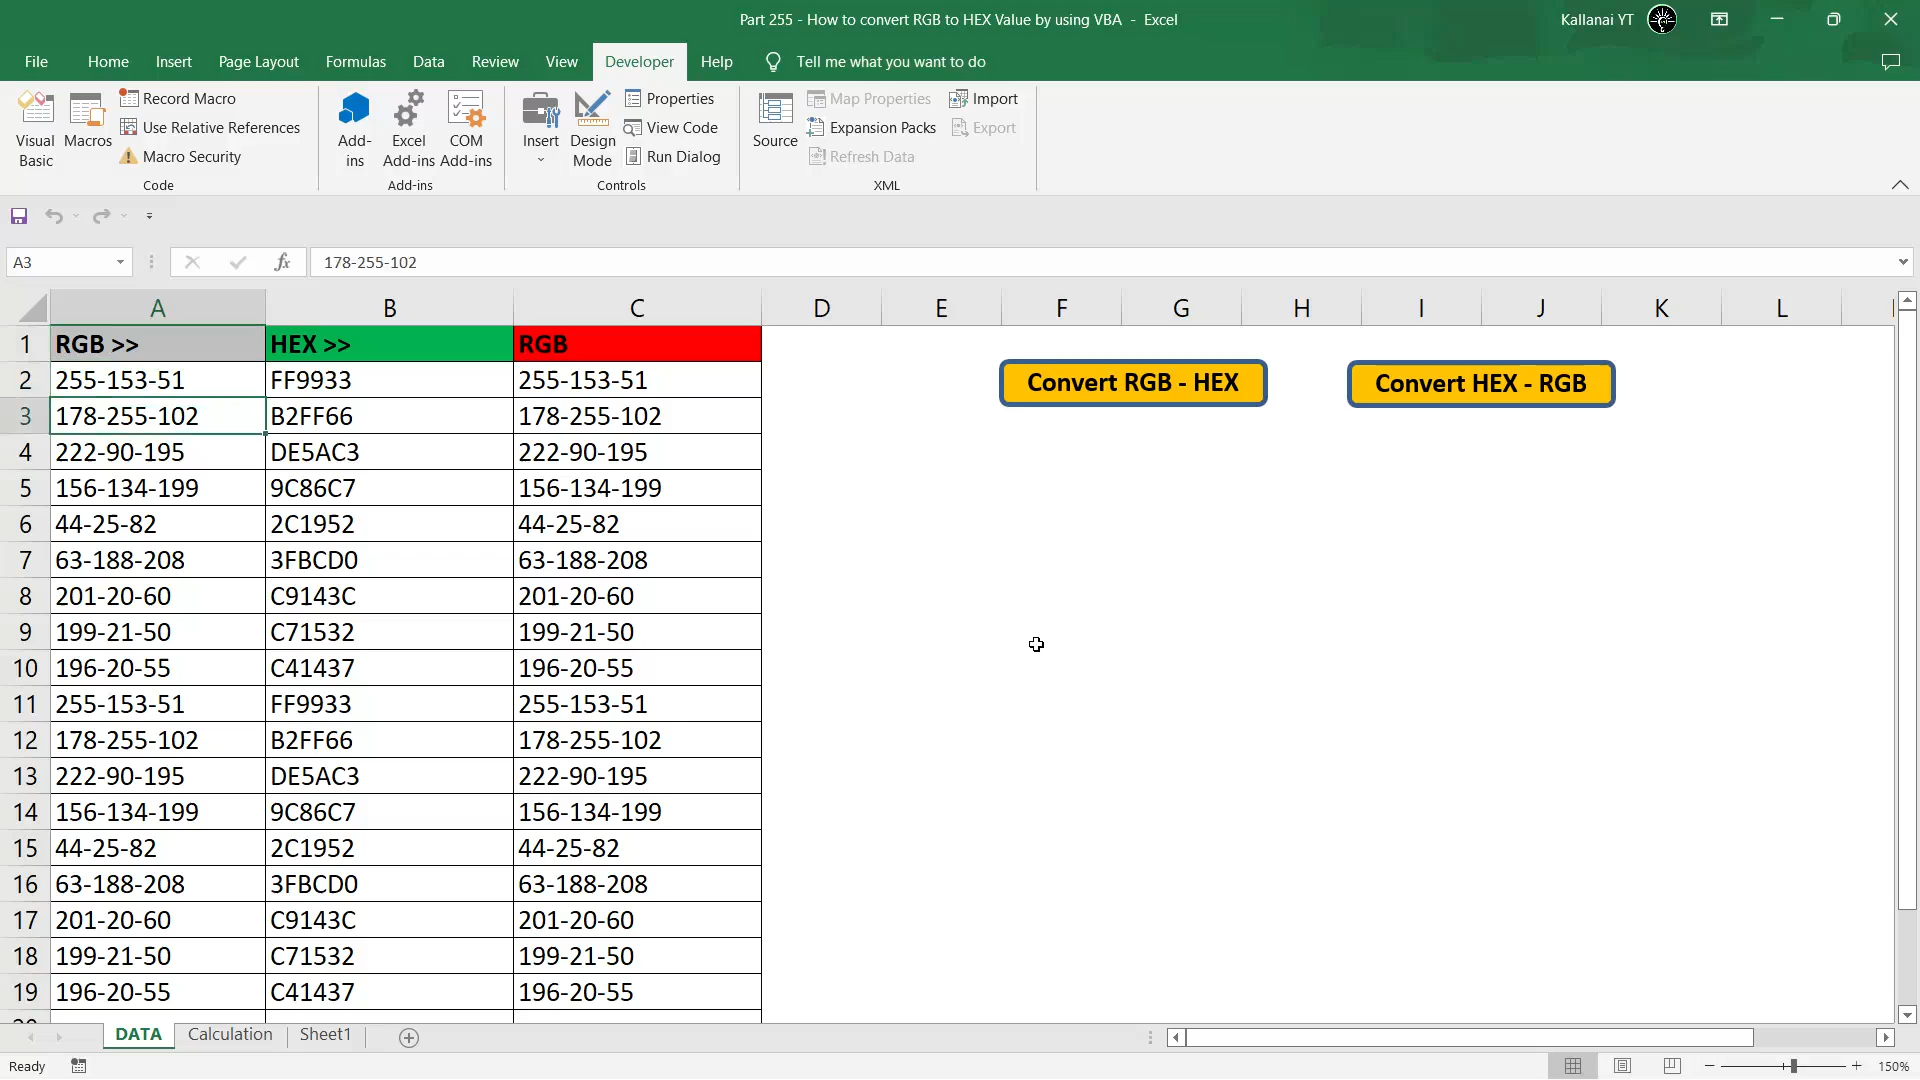 Part 255 - How to convert RGB to HEX Value by using VBA - Excel
Kallanai YT
File Home Insert Page Layout Formulas Data Review View Developer Help Tell me what you want to do
Visual Basic
Macros
Record Macro
Use Relative References
Macro Security
Code
Add-ins
Excel Add-ins
COM Add-ins
Add-ins
Insert
Design Mode
Properties
View Code
Run Dialog
Controls
Source
Map Properties
Expansion Packs
Refresh Data
Import
Export
XML
A3 fx 178-255-102
A B C D E F G H I J K L
1 RGB >> HEX >> RGB
2 255-153-51 FF9933 255-153-51
3 178-255-102 B2FF66 178-255-102
4 222-90-195 DE5AC3 222-90-195
5 156-134-199 9C86C7 156-134-199
6 44-25-82 2C1952 44-25-82
7 63-188-208 3FBCD0 63-188-208
8 201-20-60 C9143C 201-20-60
9 199-21-50 C71532 199-21-50
10 196-20-55 C41437 196-20-55
11 255-153-51 FF9933 255-153-51
12 178-255-102 B2FF66 178-255-102
13 222-90-195 DE5AC3 222-90-195
14 156-134-199 9C86C7 156-134-199
15 44-25-82 2C1952 44-25-82
16 63-188-208 3FBCD0 63-188-208
17 201-20-60 C9143C 201-20-60
18 199-21-50 C71532 199-21-50
19 196-20-55 C41437 196-20-55
Convert RGB - HEX
Convert HEX - RGB
DATA Calculation Sheet1
Ready
150%